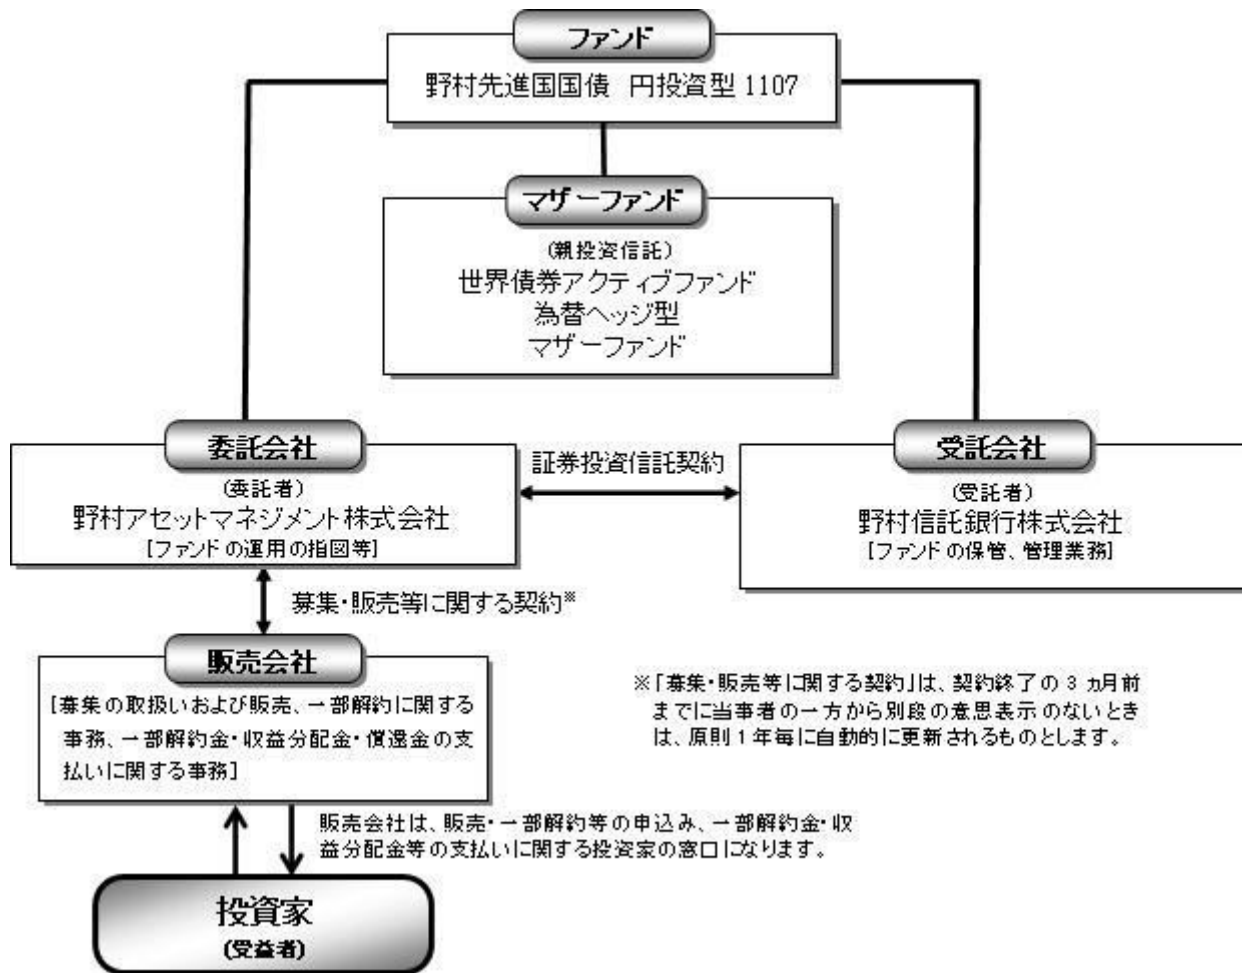 ファンド
野村先進国国債 円投資型 1107
マザーファンド
(親投資信託)
世界債券アクティブファンド
為替ヘッジ型
マザーファンド
委託会社
(委託者)
野村アセットマネジメント株式会社
[ファンドの運用の指図等]
証券投資信託契約
受託会社
(受託者)
野村信託銀行株式会社
[ファンドの保管、管理業務]
募集・販売等に関する契約※
販売会社
[募集の取扱いおよび販売、一部解約に関する
事務、一部解約金・収益分配金・償還金の支
払いに関する事務]
※「募集・販売等に関する契約」は、契約終了の 3 ヵ月前
までに当事者の一方から別段の意思表示のないとき
は、原則 1 年毎に自動的に更新されるものとします。
販売会社は、販売・一部解約等の申込み、一部解約金・収
益分配金等の支払いに関する投資家の窓口になります。
投資家
(受益者)